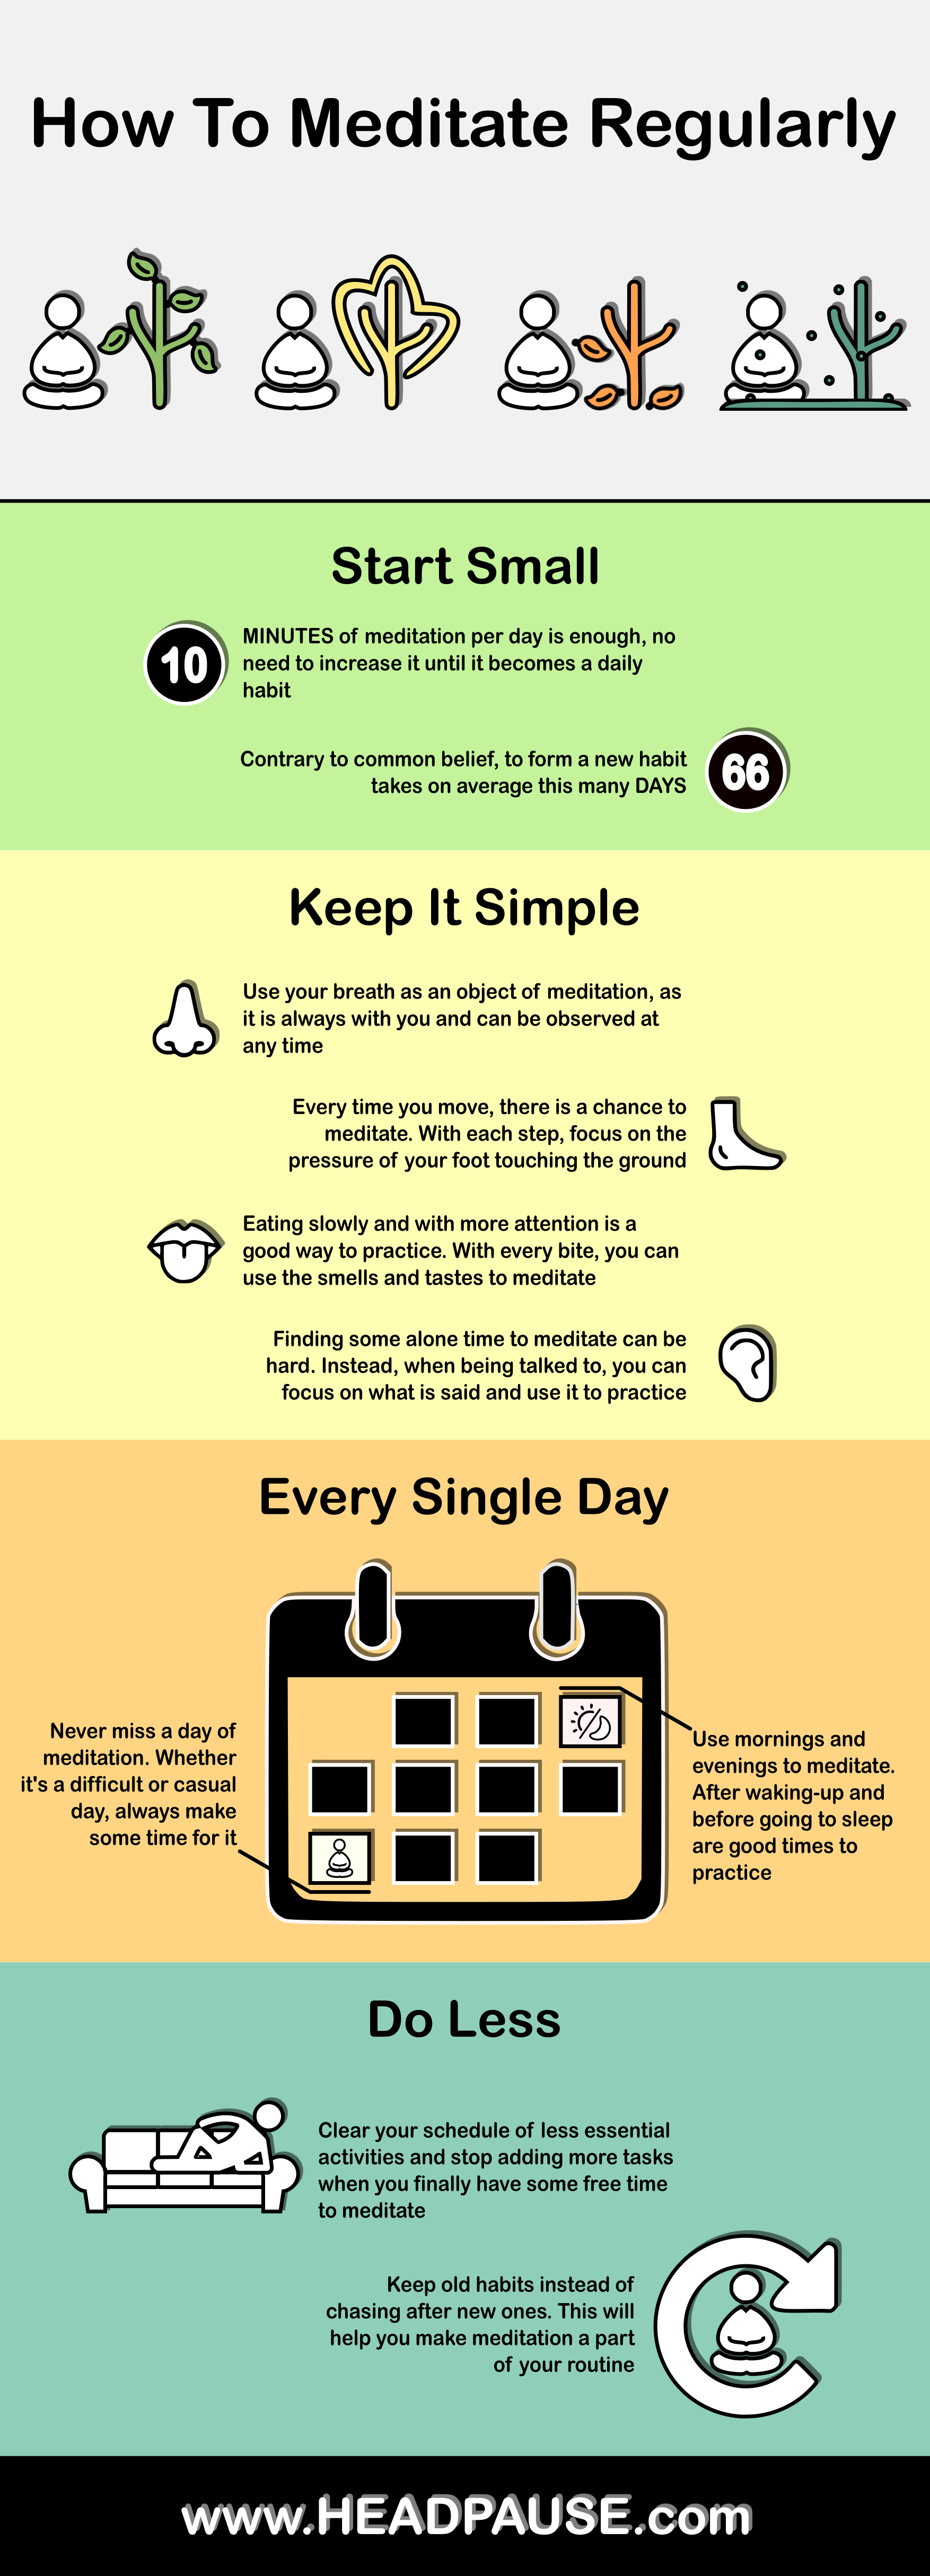 How To Meditate Regularly
Start Small
10
MINUTES of meditation per day is enough, no
need to increase it until it becomes a daily
habit
Contrary to common belief, to form a new habit
takes on average this many DAYS
66
Keep It Simple
Use your breath as an object of meditation, as
it is always with you and can be observed at
any time
Every time you move, there is a chance to
meditate. With each step, focus on the
pressure of your foot touching the ground
Eating slowly and with more attention is a
good way to practice. With every bite, you can
use the smells and tastes to meditate
Finding some alone time to meditate can be
hard. Instead, when being talked to, you can
focus on what is said and use it to practice
Every Single Day
Never miss a day of
meditation. Whether
it's a difficult or casual
day, always make
some time for it
Use mornings and
evenings to meditate.
After waking-up and
before going to sleep
are good times to
practice
Do Less
Clear your schedule of less essential
activities and stop adding more tasks
when you finally have some free time
to meditate
Keep old habits instead of
chasing after new ones. This will
help you make meditation a part
of your routine
www.HEADPAUSE.com